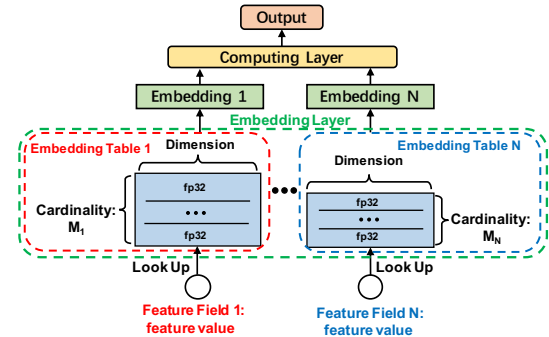 Output
Computing Layer
Embedding 1
Embedding N
Embedding Layer
Embedding Table 1
Embedding Table N
Dimension
Dimension
fp32
fp32
Cardinality:
M1
fp32
fp32
Cardinality:
MN
Look Up
Look Up
Feature Field 1:
feature value
Feature Field N:
feature value